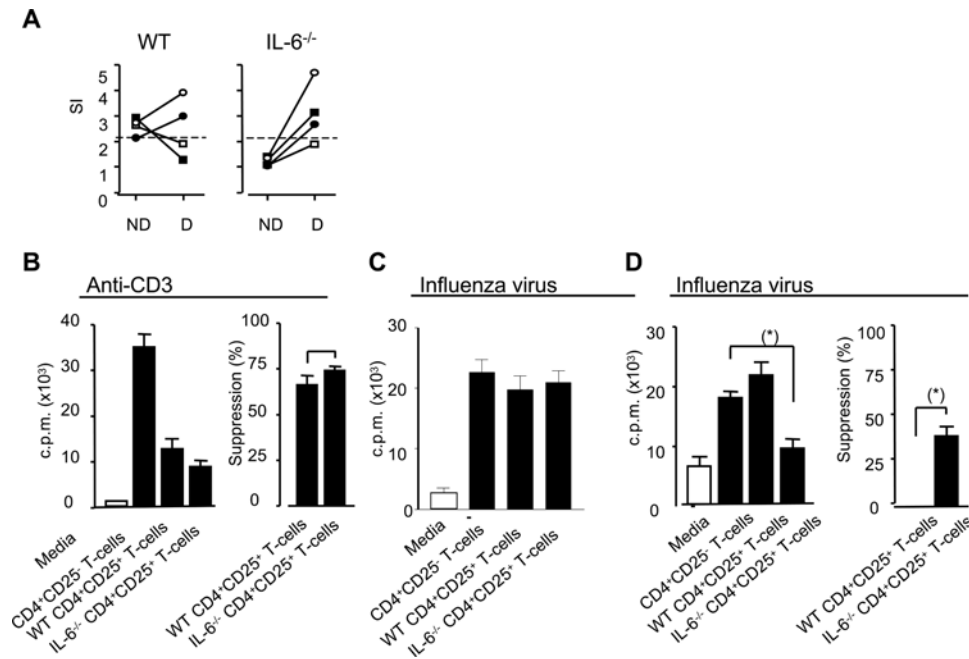 A
WT
IL-6-/-
SI
5
4
3
2
1
0
ND
D
ND
D
B
Anti-CD3
c.p.m. (x10³)
40
30
20
10
0
Media
CD4+CD25- T-cells
WT CD4+CD25+ T-cells
IL-6-/- CD4+CD25+ T-cells
Suppression (%)
100
75
50
25
0
WT CD4+CD25+ T-cells
IL-6-/- CD4+CD25+ T-cells
C
Influenza virus
c.p.m. (x10³)
30
20
10
0
Media
CD4+CD25- T-cells
WT CD4+CD25+ T-cells
IL-6-/- CD4+CD25+ T-cells
D
Influenza virus
c.p.m. (x10³)
30
20
10
0
(*)
Media
CD4+CD25- T-cells
WT CD4+CD25+ T-cells
IL-6-/- CD4+CD25+ T-cells
Suppression (%)
100
75
50
25
0
(*)
WT CD4+CD25+ T-cells
IL-6-/- CD4+CD25+ T-cells